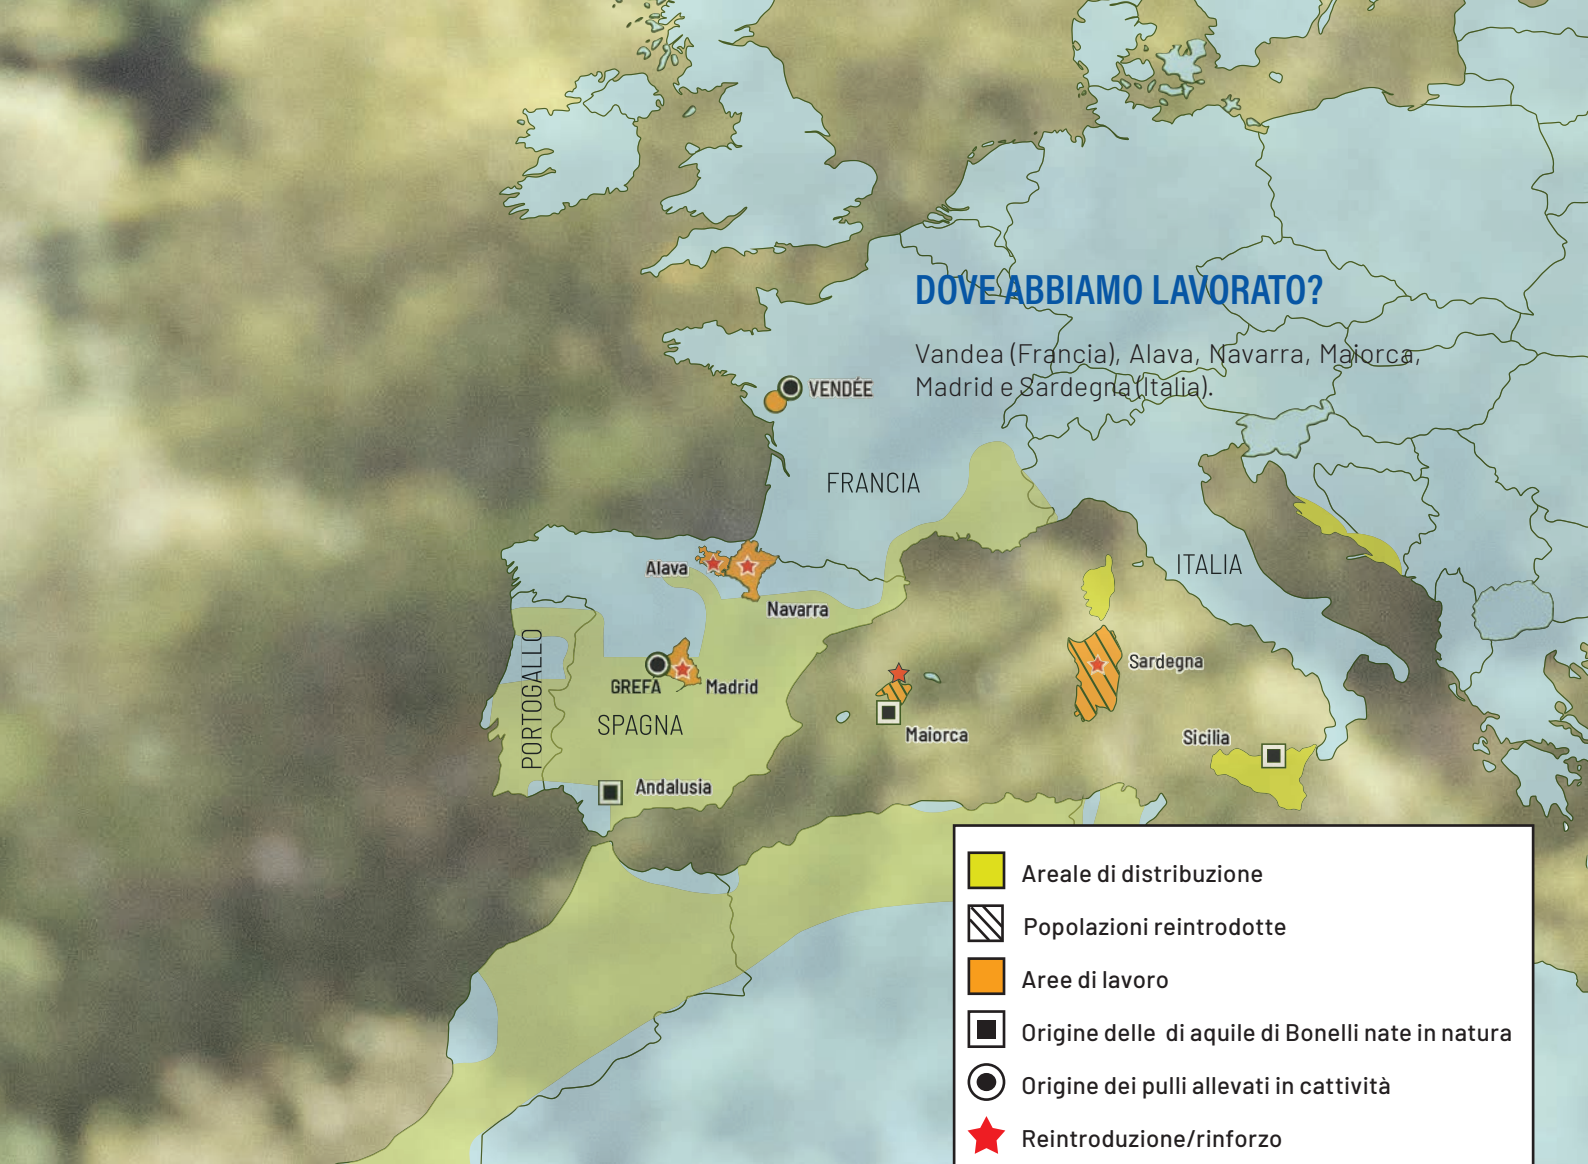 DOVE ABBIAMO LAVORATO?
Vandea (Francia), Alava, Navarra, Maiorca,
Madrid e Sardegna (Italia).
VENDÉE
FRANCIA
ITALIA
Alava
Navarra
PORTOGALLO
GREFA
Madrid
SPAGNA
Andalusia
Maiorca
Sardegna
Sicilia
Areale di distribuzione
Popolazioni reintrodotte
Aree di lavoro
Origine delle di aquile di Bonelli nate in natura
Origine dei pulli allevati in cattività
Reintroduzione/rinforzo